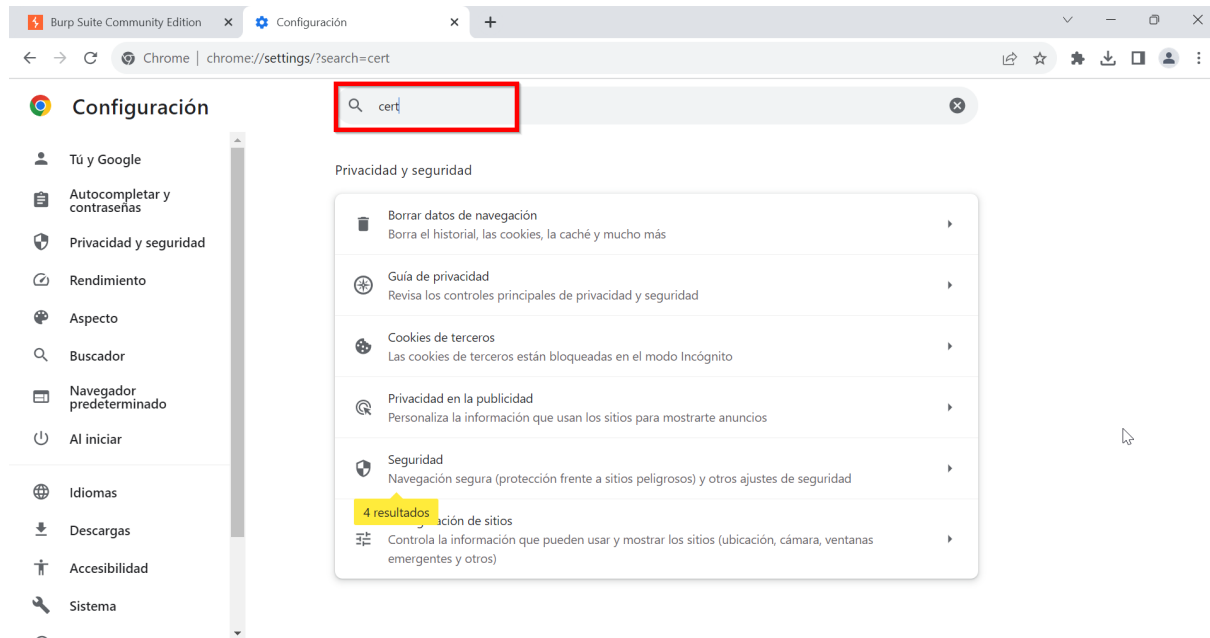 Burp Suite Community Edition
Configuración
Chrome | chrome://settings/?search=cert
Configuración
cert
Tú y Google
Autocompletar y
contraseñas
Privacidad y seguridad
Rendimiento
Aspecto
Buscador
Navegador
predeterminado
Al iniciar
Idiomas
Descargas
Accesibilidad
Sistema
Privacidad y seguridad
Borrar datos de navegación
Borra el historial, las cookies, la caché y mucho más
Guía de privacidad
Revisa los controles principales de privacidad y seguridad
Cookies de terceros
Las cookies de terceros están bloqueadas en el modo Incógnito
Privacidad en la publicidad
Personaliza la información que usan los sitios para mostrarte anuncios
Seguridad
Navegación segura (protección frente a sitios peligrosos) y otros ajustes de seguridad
4 resultados
ación de sitios
Controla la información que pueden usar y mostrar los sitios (ubicación, cámara, ventanas
emergentes y otros)